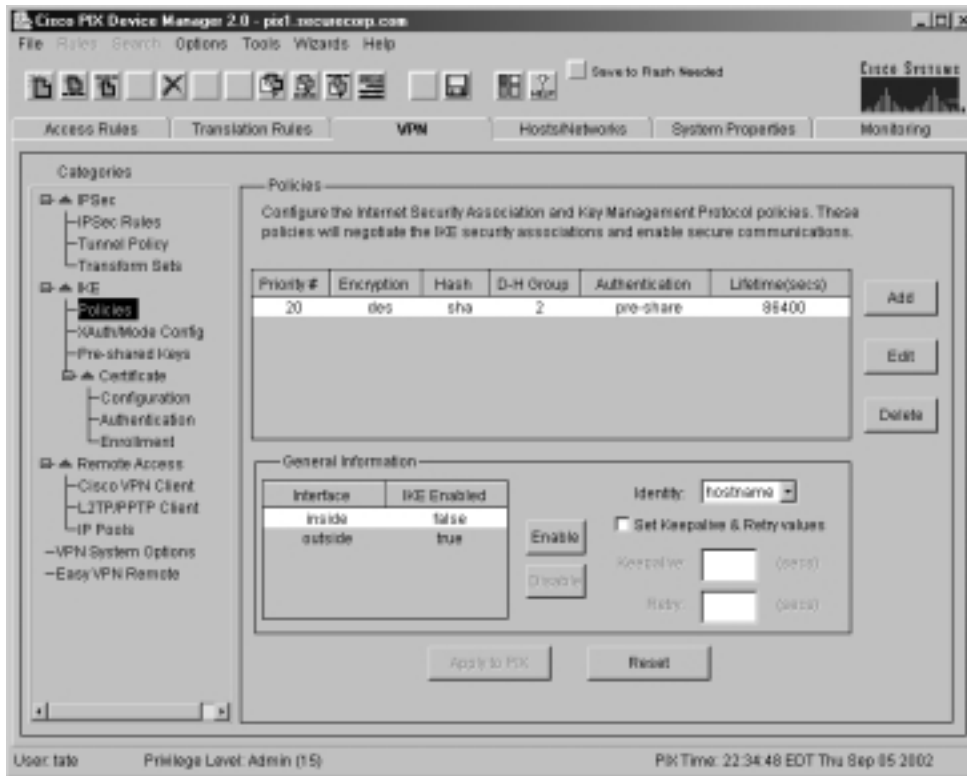 Cisco PIX Device Manager 2.0 - pix1.securecorp.com
File Rules Search Options Tools Wizards Help
Save to Flash Needed
HELP
CISCO SYSTEMS
Access Rules Translation Rules VPN Hosts/Networks System Properties Monitoring
Categories
IPSec
IPSec Rules
Tunnel Policy
Transform Sets
IKE
Policies
XAuth/Mode Config
Pre-shared Keys
Certificate
Configuration
Authentication
Enrollment
Remote Access
Cisco VPN Client
L2TP/PPTP Client
IP Pools
VPN System Options
Easy VPN Remote
Policies
Configure the Internet Security Association and Key Management Protocol policies. These
policies will negotiate the IKE security associations and enable secure communications.
Priority # Encryption Hash D-H Group Authentication Lifetime(secs)
20 des sha 2 pre-share 86400
Add
Edit
Delete
General Information
Interface IKE Enabled
inside false
outside true
Enable
Disable
Identity: hostname
Set Keepalive & Retry values
Keepalive: (secs)
Retry: (secs)
Apply to PIX Reset
User: tate Privilege Level: Admin (15) PIX Time: 22:34:48 EDT Thu Sep 05 2002